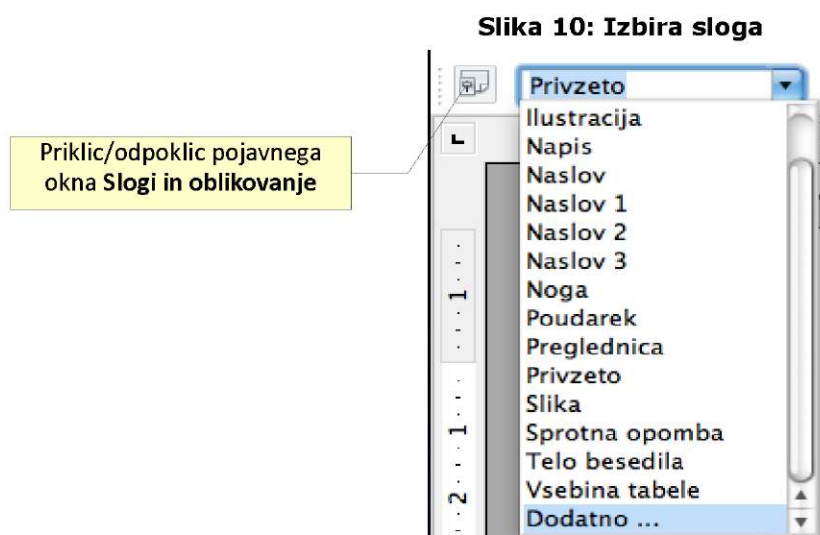 Slika 10: Izbira sloga
Privzeto
Priklic/odpoklic pojavnega
okna Slogi in oblikovanje
Ilustracija
Napis
Naslov
Naslov 1
Naslov 2
Naslov 3
Noga
Poudarek
Preglednica
Privzeto
Slika
Sprotna opomba
Telo besedila
Vsebina tabele
Dodatno ...
1
1
2